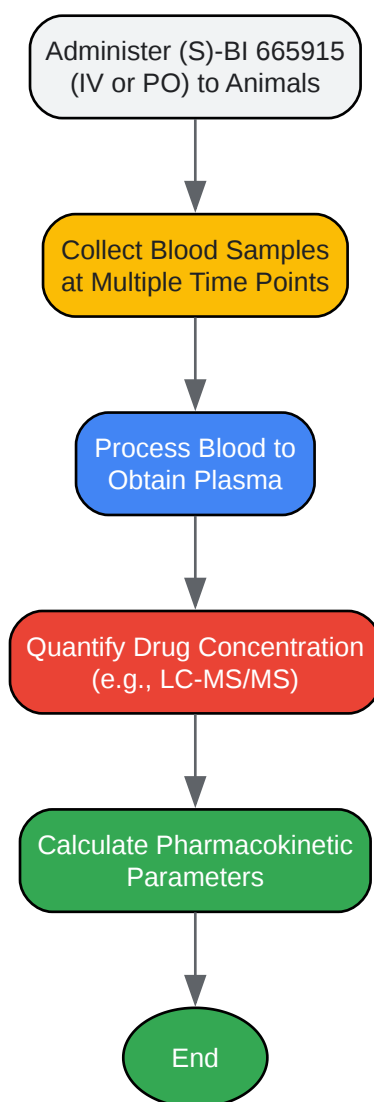 Administer (S)-BI 665915
(IV or PO) to Animals
Collect Blood Samples
at Multiple Time Points
Process Blood to
Obtain Plasma
Quantify Drug Concentration
(e.g., LC-MS/MS)
Calculate Pharmacokinetic
Parameters
End